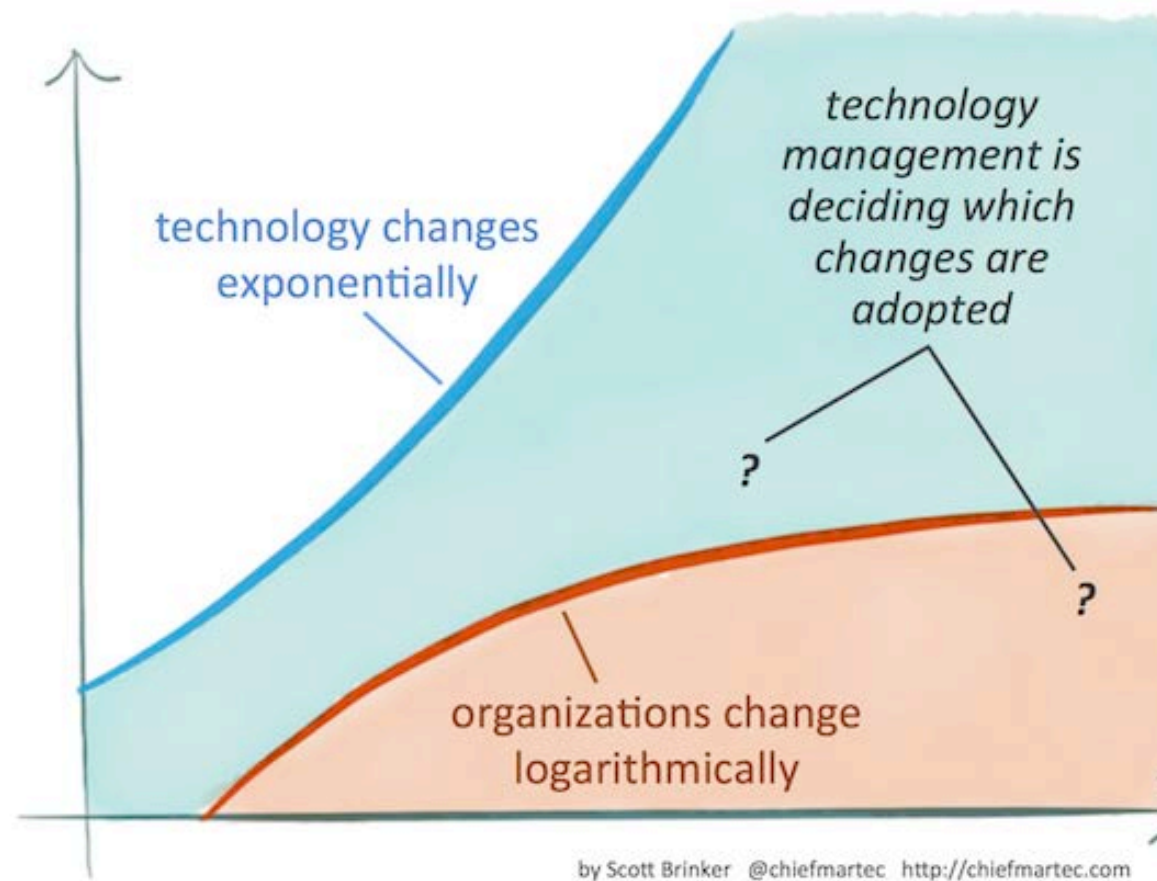 technology
management is
deciding which
changes are
adopted
technology changes
exponentially
?
?
organizations change
logarithmically
by Scott Brinker @chiefmartec http://chiefmartec.com